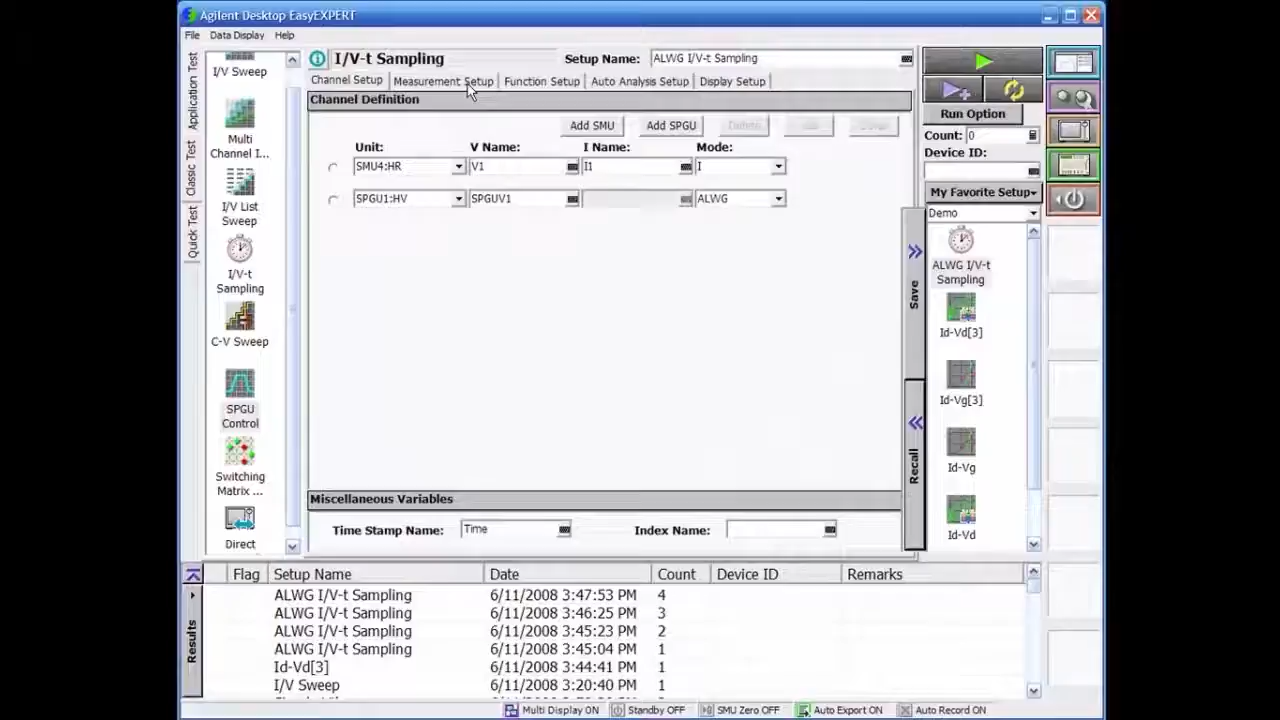 Agilent Desktop EasyEXPERT
File Data Display Help
Application Test
Classic Test
Quick Test
I/V Sweep
Multi
Channel I...
I/V List
Sweep
I/V-t
Sampling
C-V Sweep
SPGU
Control
Switching
Matrix ...
Direct
I/V-t Sampling
Setup Name: ALWG I/V-t Sampling
Channel Setup Measurement Setup Function Setup Auto Analysis Setup Display Setup
Channel Definition
Add SMU Add SPGU
Unit: V Name: I Name: Mode:
SMU4:HR V1 I1 I
SPGU1:HV SPGUV1 ALWG
Miscellaneous Variables
Time Stamp Name: Time Index Name:
Save
Recall
Run Option
Count: 0
Device ID:
My Favorite Setup
Demo
ALWG I/V-t
Sampling
Id-Vd[3]
Id-Vg[3]
Id-Vg
Id-Vd
Results
Flag Setup Name Date Count Device ID Remarks
ALWG I/V-t Sampling 6/11/2008 3:47:53 PM 4
ALWG I/V-t Sampling 6/11/2008 3:46:25 PM 3
ALWG I/V-t Sampling 6/11/2008 3:45:23 PM 2
ALWG I/V-t Sampling 6/11/2008 3:45:04 PM 1
Id-Vd[3] 6/11/2008 3:44:41 PM 1
I/V Sweep 6/11/2008 3:20:40 PM 1
Multi Display ON Standby OFF SMU Zero OFF Auto Export ON Auto Record ON